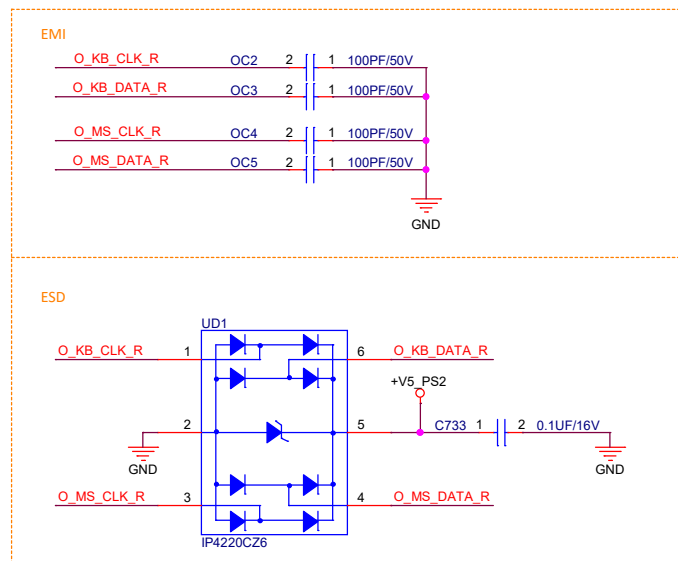 EMI
O_KB_CLK_R OC2 2 1 100PF/50V
O_KB_DATA_R OC3 2 1 100PF/50V
O_MS_CLK_R OC4 2 1 100PF/50V
O_MS_DATA_R OC5 2 1 100PF/50V
GND
ESD
UD1
O_KB_CLK_R 1 6 O_KB_DATA_R
+V5_PS2
2 5 C733 1 2 0.1UF/16V
GND GND
O_MS_CLK_R 3 4 O_MS_DATA_R
IP4220CZ6